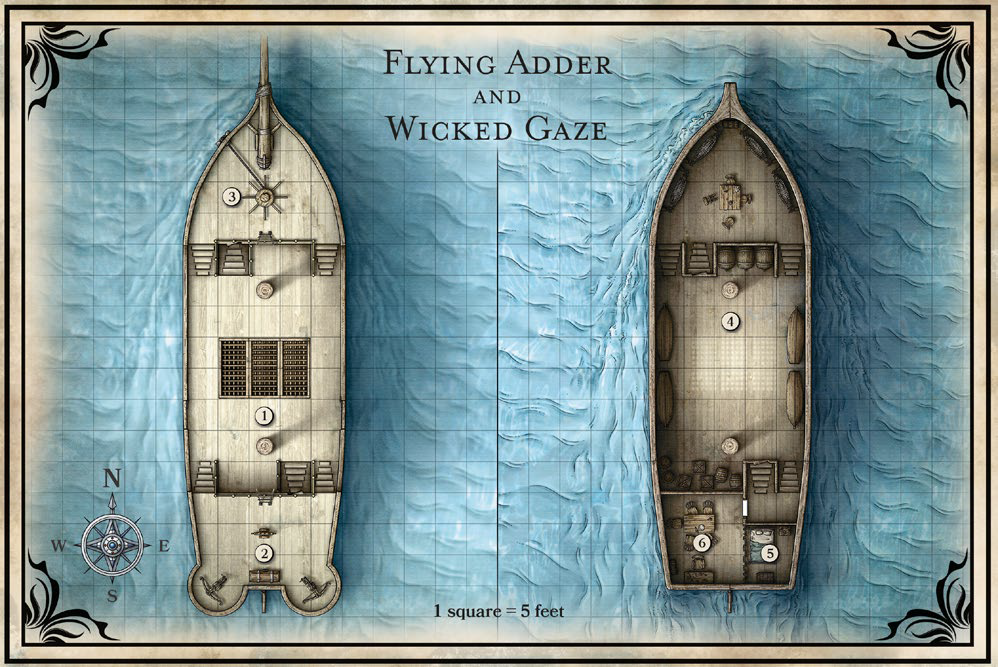 Flying Adder
and
Wicked Gaze
3
1
2
4
6
5
N
W
E
S
1 square = 5 feet